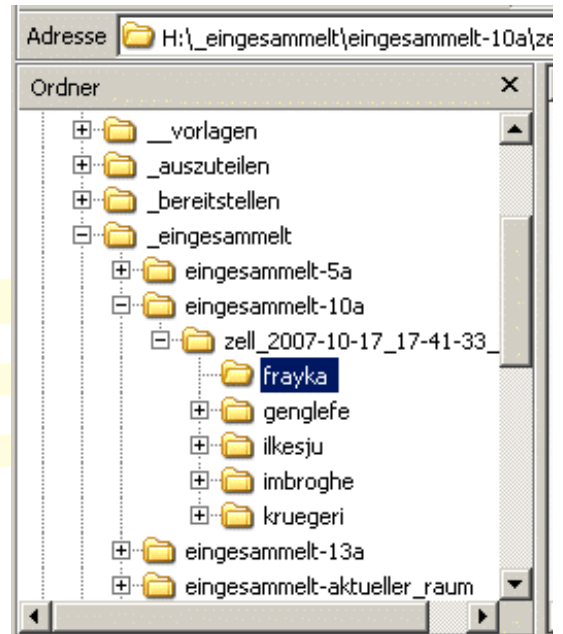 Adresse H:\_eingesammelt\eingesammelt-10a\ze
Ordner
__vorlagen
_auszuteilen
_bereitstellen
_eingesammelt
eingesammelt-5a
eingesammelt-10a
zell_2007-10-17_17-41-33_
frayka
genglefe
ilkesju
imbroghe
kruegeri
eingesammelt-13a
eingesammelt-aktueller_raum